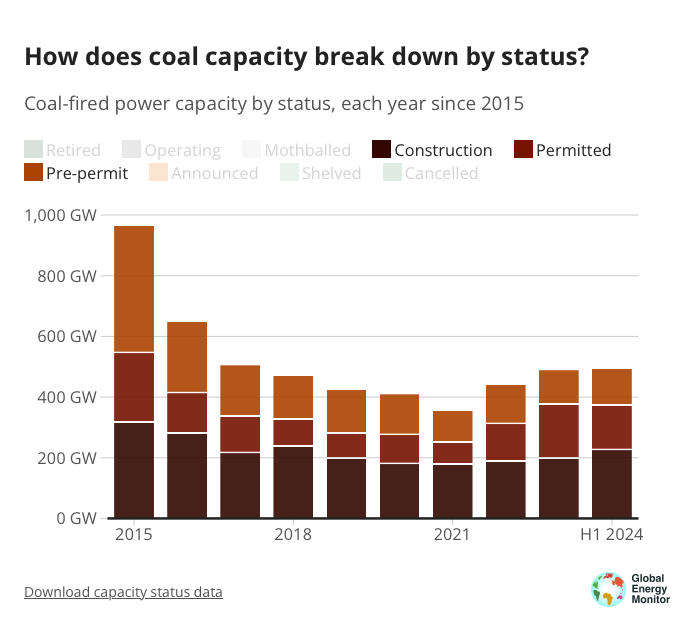 How does coal capacity break down by status?
Coal-fired power capacity by status, each year since 2015
Retired Operating Mothballed Construction Permitted
Pre-permit Announced Shelved Cancelled
1,000 GW
800 GW
600 GW
400 GW
200 GW
0 GW
2015 2018 2021 H1 2024
Download capacity status data
Global
Energy
Monitor